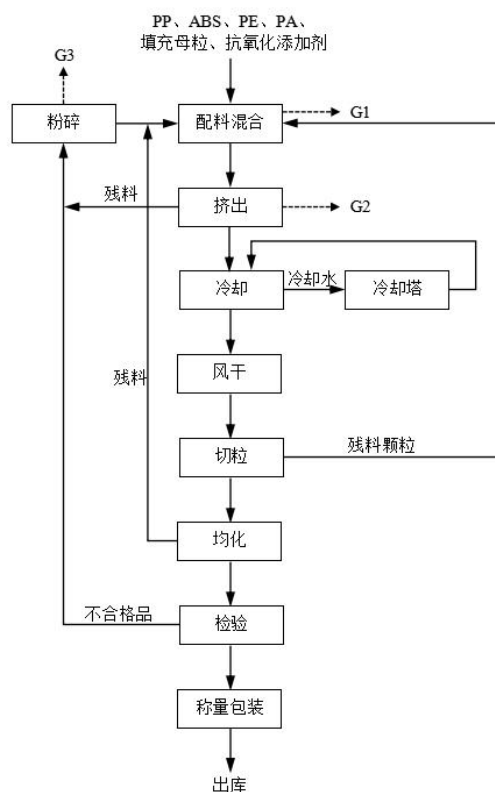 PP、ABS、PE、PA、
填充母粒、抗氧化添加剂
G3
粉碎
配料混合
G1
残料
挤出
G2
冷却
冷却水
冷却塔
风干
残料
切粒
残料颗粒
均化
不合格品
检验
称量包装
出库